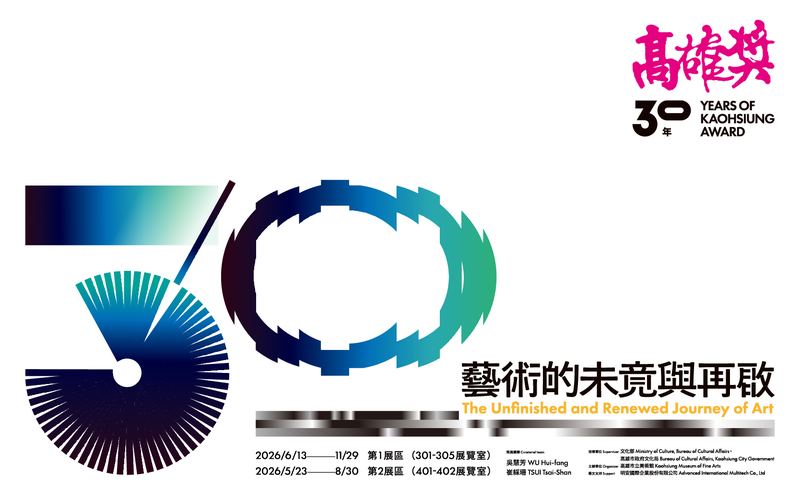 高雄獎
30年
YEARS OF
KAOHSIUNG
AWARD
30
藝術的未竟與再啟
The Unfinished and Renewed Journey of Art
2026/6/13——11/29 第1展區（301-305展覽室）
2026/5/23——8/30 第2展區（401-402展覽室）
策展團隊 Curatorial team
吳慧芳 WU Hui-fang
崔綵珊 TSUI Tsai-Shan
指導單位 Supervisor 文化部 Ministry of Culture, Bureau of Cultural Affairs、
高雄市政府文化局 Bureau of Cultural Affairs, Kaohsiung City Government
主辦單位 Organizer 高雄市立美術館 Kaohsiung Museum of Fine Arts
明安國際企業股份有限公司 Advanced International Multitech Co., Ltd